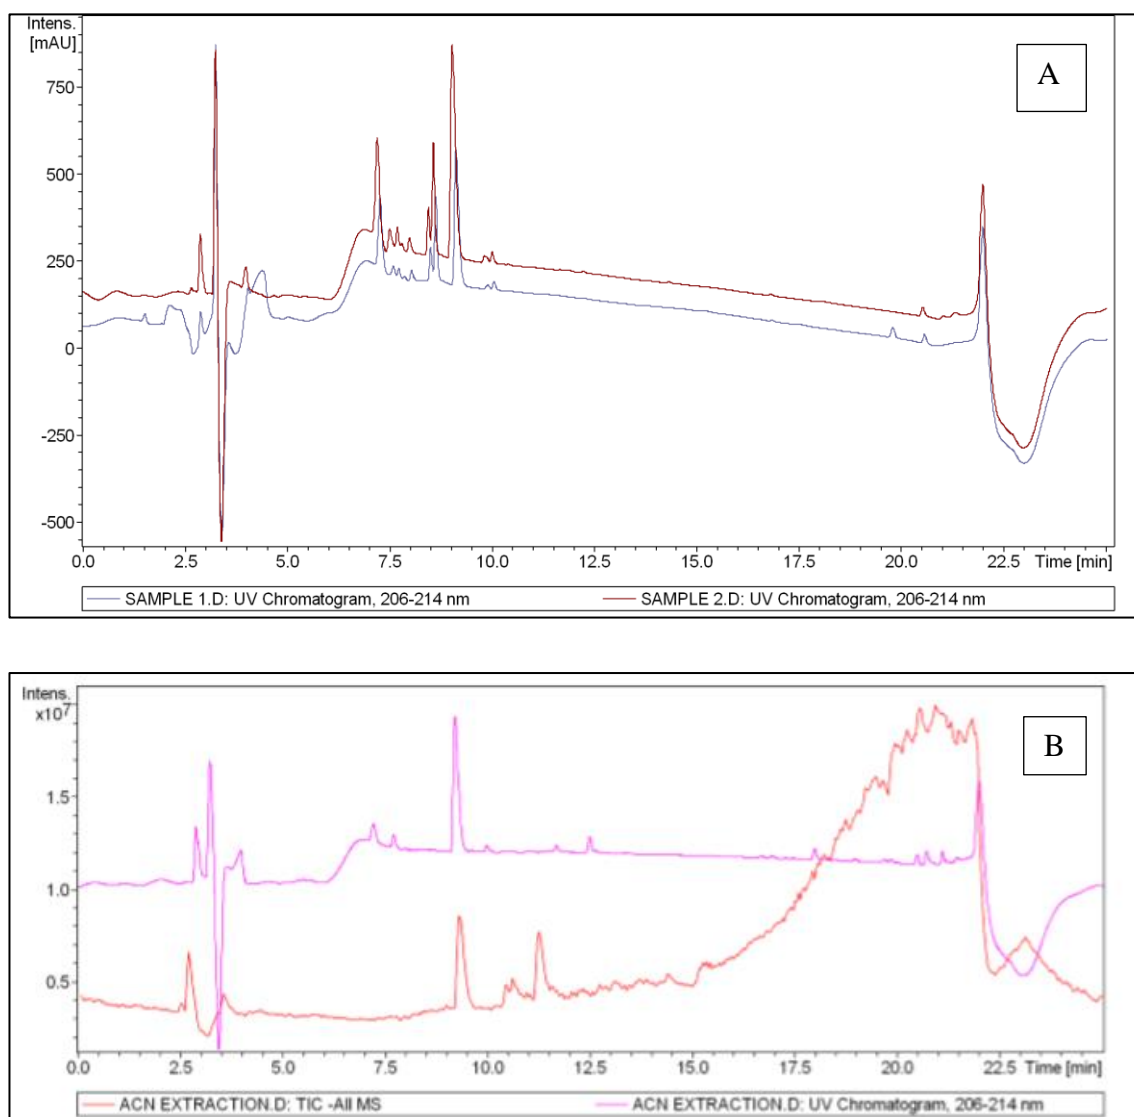 Intens.
[mAU]
A
750
500
250
0
-250
-500
0.0 2.5 5.0 7.5 10.0 12.5 15.0 17.5 20.0 22.5 Time [min]
SAMPLE 1.D: UV Chromatogram, 206-214 nm SAMPLE 2.D: UV Chromatogram, 206-214 nm
Intens.
x10⁷
B
1.5
1.0
0.5
0.0 2.5 5.0 7.5 10.0 12.5 15.0 17.5 20.0 22.5 Time [min]
ACN EXTRACTION.D: TIC -All MS ACN EXTRACTION.D: UV Chromatogram, 206-214 nm